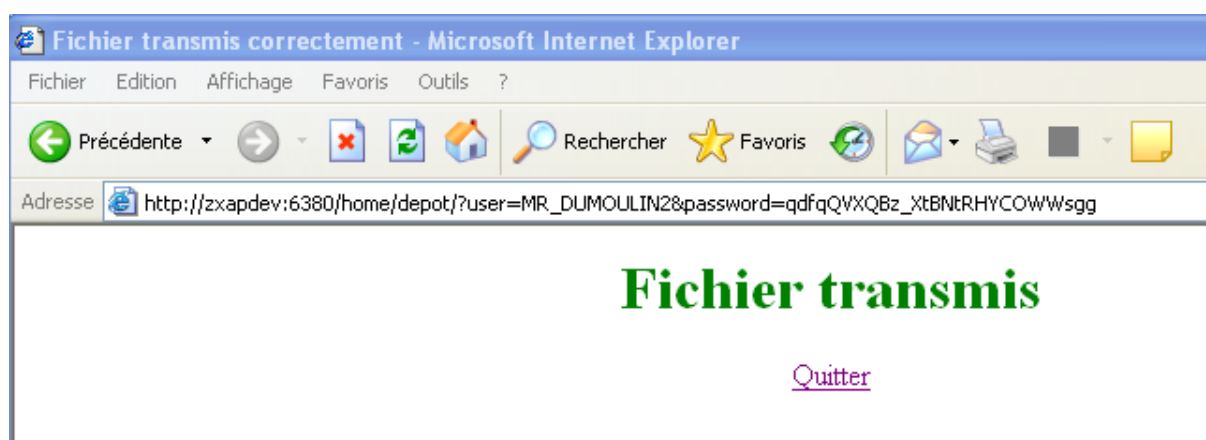 Fichier transmis correctement - Microsoft Internet Explorer
Fichier Edition Affichage Favoris Outils ?
Précédente Rechercher Favoris
Adresse http://zxapdev:6380/home/depot/?user=MR_DUMOULIN2&password=qdfqQVXQBz_XtBNtRHYCOWWsgg
Fichier transmis
Quitter